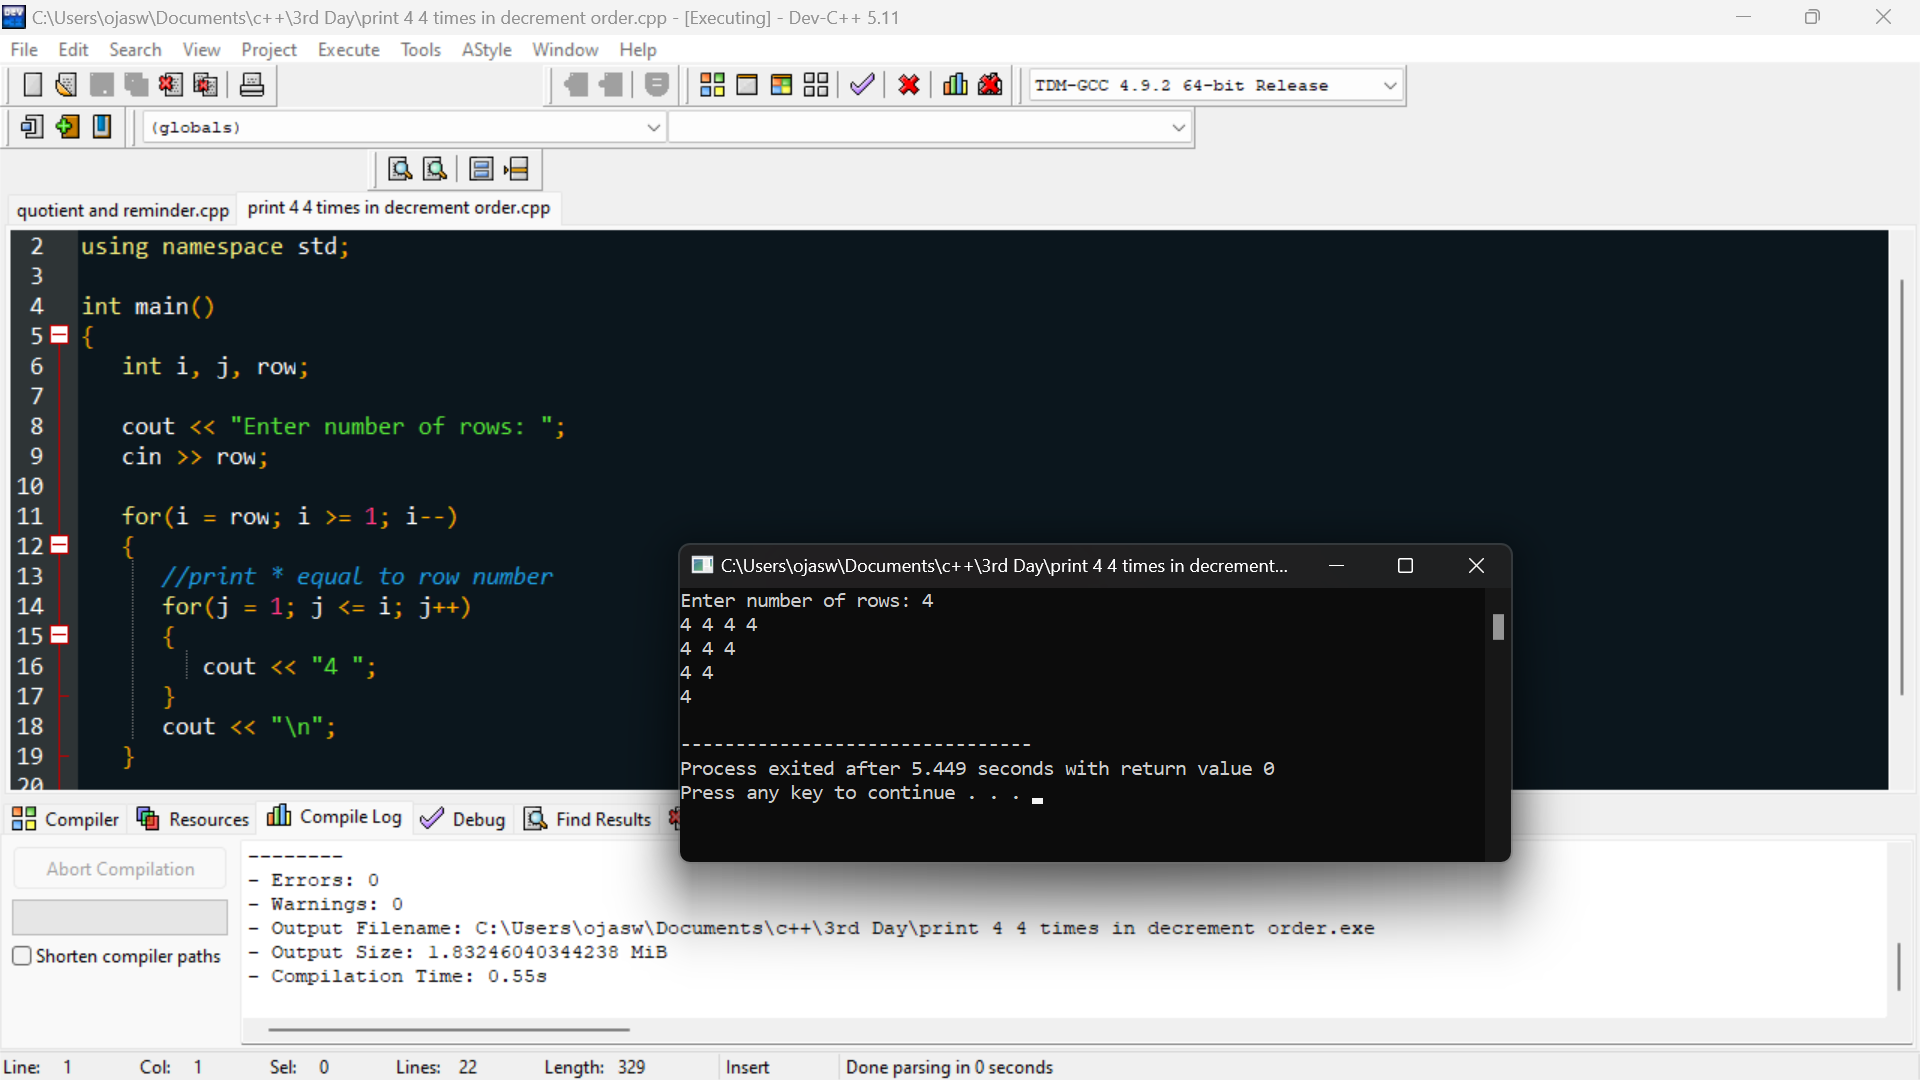 C:\Users\ojasw\Documents\c++\3rd Day\print 4 4 times in decrement order.cpp - [Executing] - Dev-C++ 5.11
File Edit Search View Project Execute Tools AStyle Window Help
TDM-GCC 4.9.2 64-bit Release
(globals)
quotient and reminder.cpp print 4 4 times in decrement order.cpp
2 using namespace std;
3
4 int main()
5 {
6 int i, j, row;
7
8 cout << "Enter number of rows: ";
9 cin >> row;
10
11 for(i = row; i >= 1; i--)
12 {
13 //print * equal to row number
14 for(j = 1; j <= i; j++)
15 {
16 cout << "4 ";
17 }
18 cout << "\n";
19 }
20
C:\Users\ojasw\Documents\c++\3rd Day\print 4 4 times in decrement...
Enter number of rows: 4
4 4 4 4
4 4 4
4 4
4
--------------------------------
Process exited after 5.449 seconds with return value 0
Press any key to continue . . .
Compiler Resources Compile Log Debug Find Results
Abort Compilation
Shorten compiler paths
--------
- Errors: 0
- Warnings: 0
- Output Filename: C:\Users\ojasw\Documents\c++\3rd Day\print 4 4 times in decrement order.exe
- Output Size: 1.83246040344238 MiB
- Compilation Time: 0.55s
Line: 1 Col: 1 Sel: 0 Lines: 22 Length: 329 Insert Done parsing in 0 seconds